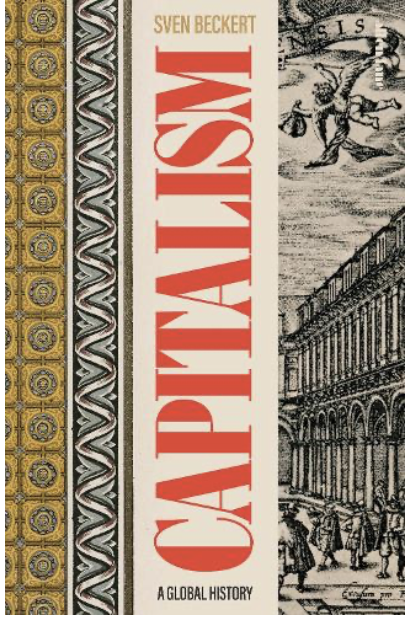 SVEN BECKERT
CAPITALISM
A GLOBAL HISTORY